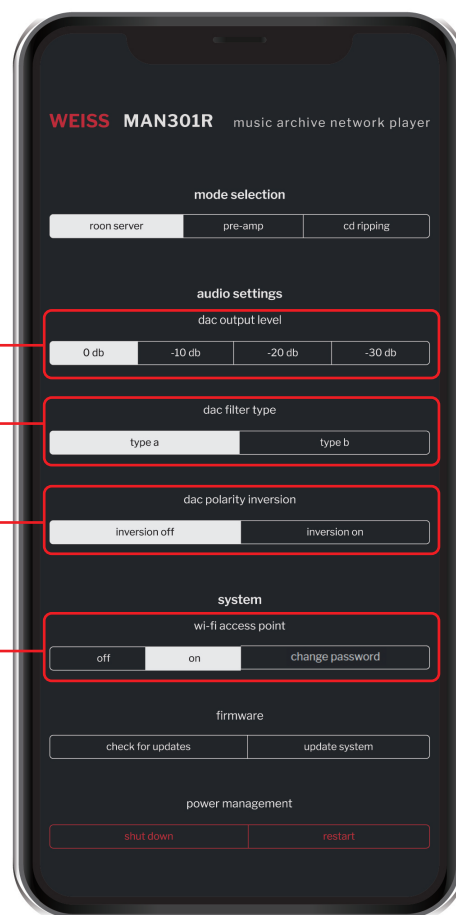 WEISS MAN301R music archive network player
mode selection
roon server pre-amp cd ripping
audio settings
dac output level
0 db -10 db -20 db -30 db
dac filter type
type a type b
dac polarity inversion
inversion off inversion on
system
wi-fi access point
off on change password
firmware
check for updates update system
power management
shut down restart